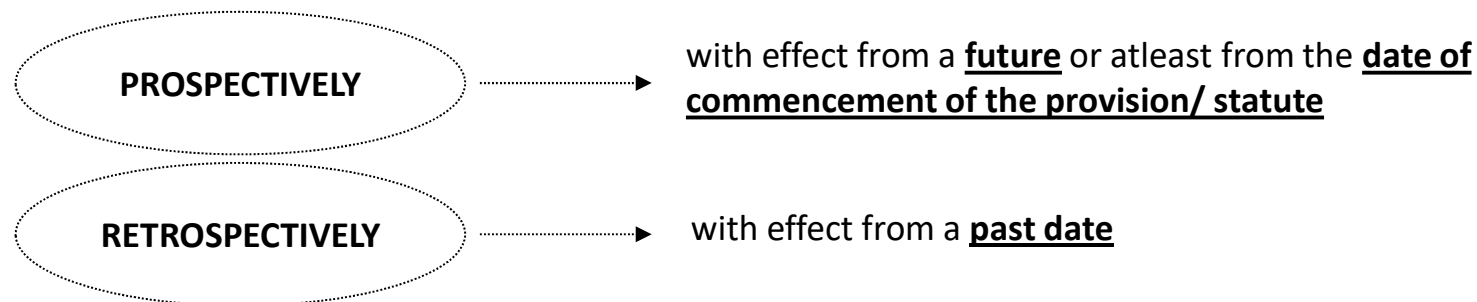 PROSPECTIVELY
with effect from a future or atleast from the date of
commencement of the provision/ statute
RETROSPECTIVELY
with effect from a past date